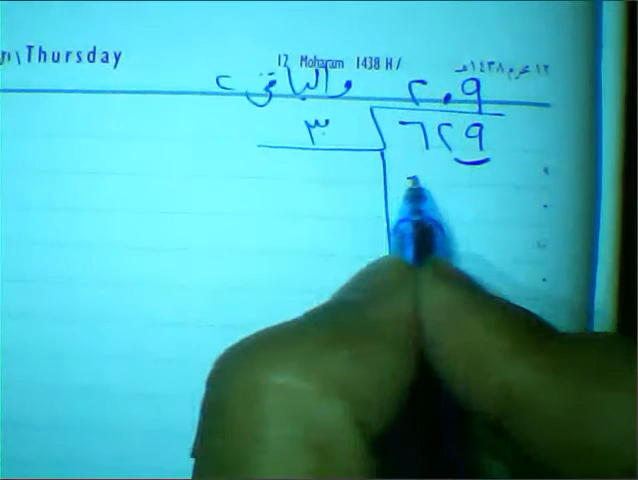 Thursday
12 Moharam 1438 H /
١٢ محرم ١٤٣٨هـ
٢٠٩ والباقي ٢
٣ ٦٢٩